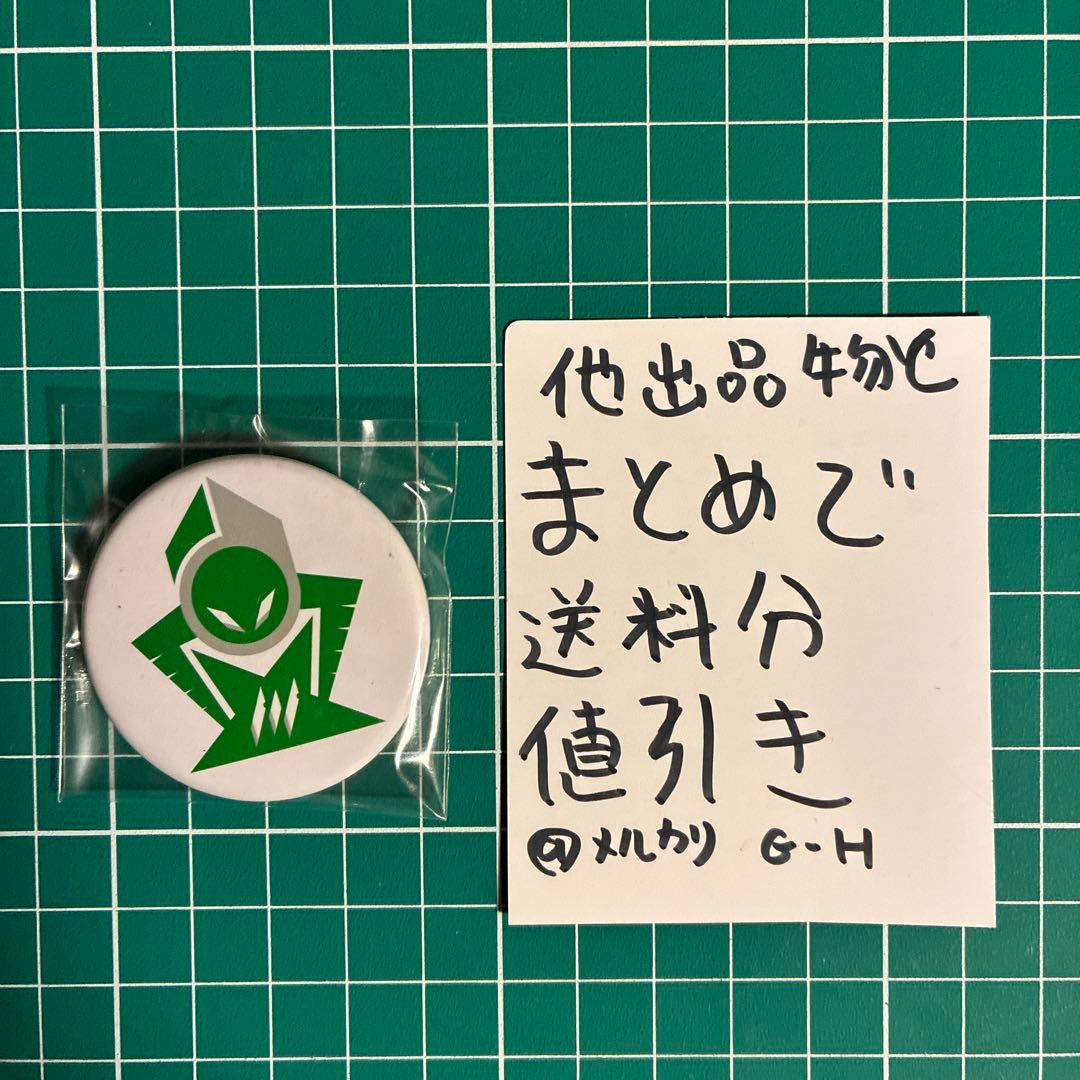 他出品物と
まとめで
送料分
値引き
@メルカリ G-H